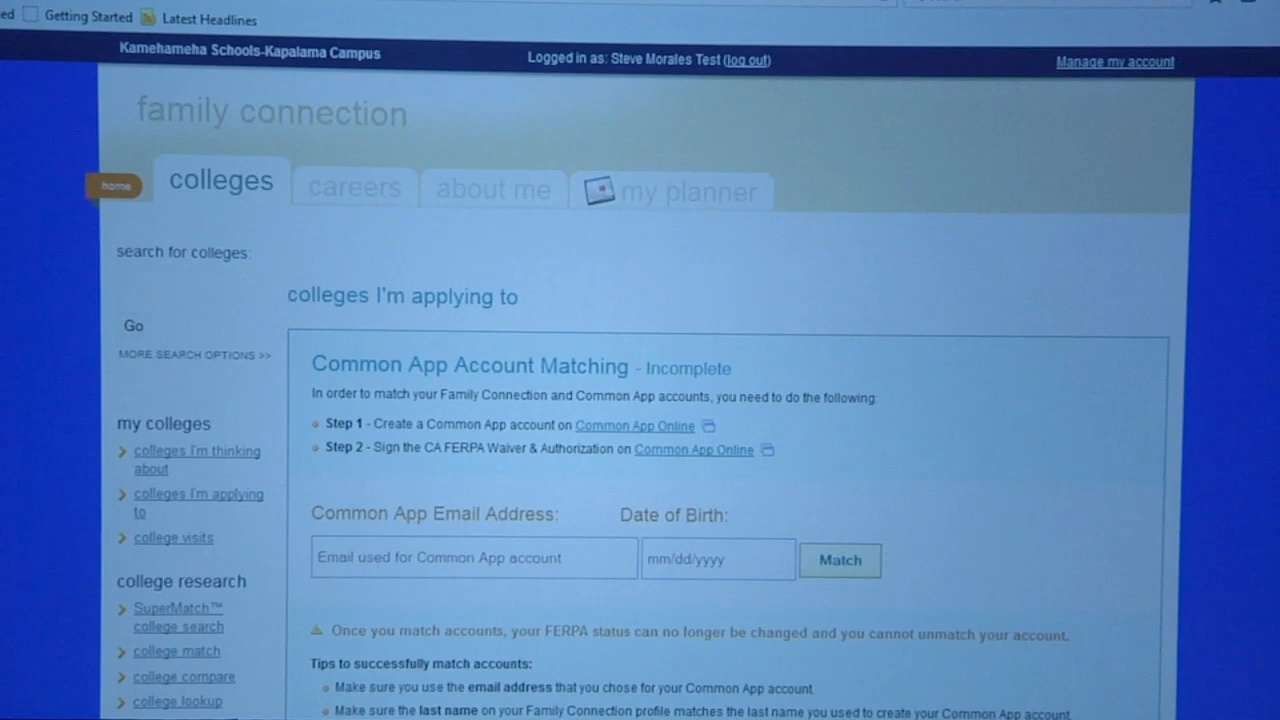 ed Getting Started Latest Headlines
Kamehameha Schools-Kapalama Campus
Logged in as: Steve Morales Test (log out)
Manage my account
family connection
home
colleges
careers
about me
my planner
search for colleges:
Go
MORE SEARCH OPTIONS >>
my colleges
colleges I'm thinking
about
colleges I'm applying
to
college visits
college research
SuperMatch™
college search
college match
college compare
college lookup
colleges I'm applying to
Common App Account Matching - Incomplete
In order to match your Family Connection and Common App accounts, you need to do the following:
Step 1 - Create a Common App account on Common App Online
Step 2 - Sign the CA FERPA Waiver & Authorization on Common App Online
Common App Email Address:
Date of Birth:
Email used for Common App account
mm/dd/yyyy
Match
Once you match accounts, your FERPA status can no longer be changed and you cannot unmatch your account.
Tips to successfully match accounts:
Make sure you use the email address that you chose for your Common App account.
Make sure the last name on your Family Connection profile matches the last name you used to create your Common App account.